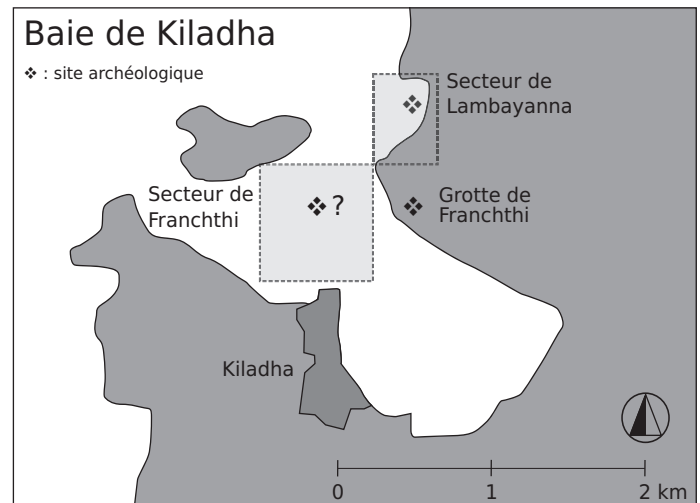 Baie de Kiladha
❖ : site archéologique
Secteur de
Lambayanna
Secteur de
Franchthi
❖ ?
Grotte de
Franchthi
Kiladha
0 1 2 km